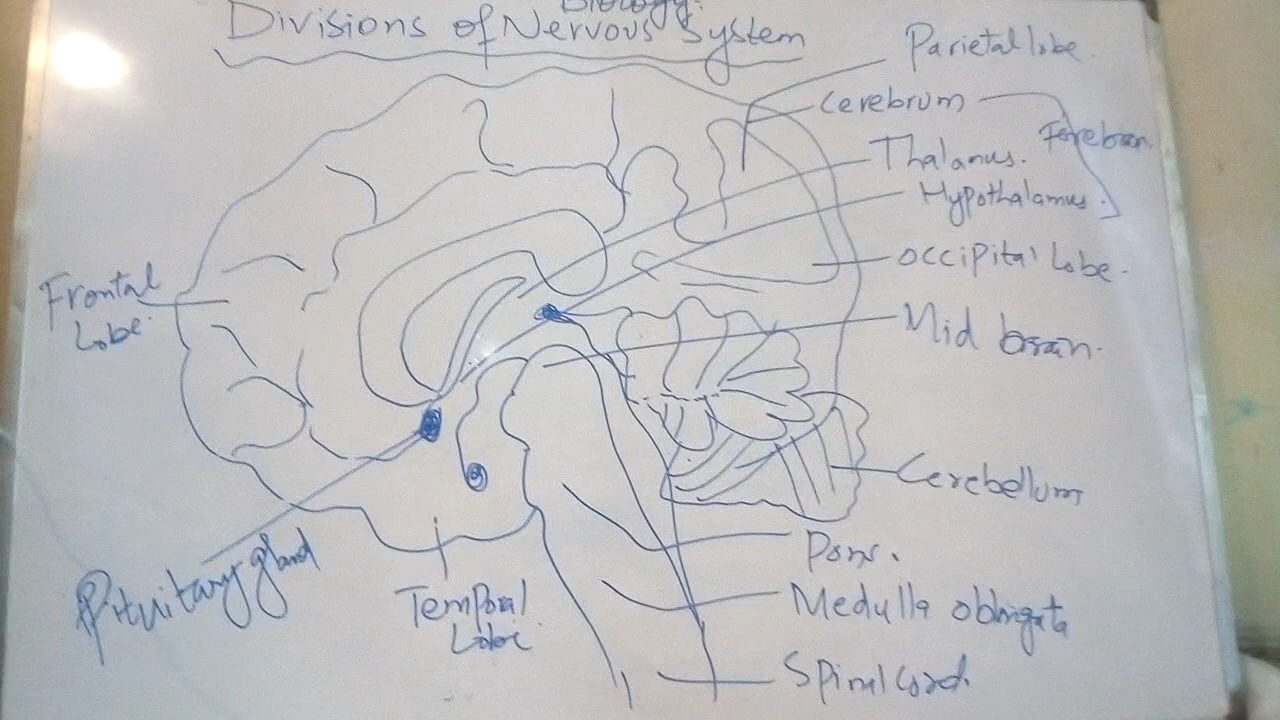 Biology.
Divisions of Nervous System
Parietal lobe.
Cerebrum
Forebrain.
Thalamus.
Hypothalamus.
Occipital Lobe.
Frontal
Lobe.
Mid brain.
Cerebellum
Pituitary gland
Pons.
Temporal
Lobe.
Medulla oblongata
Spinal Cord.